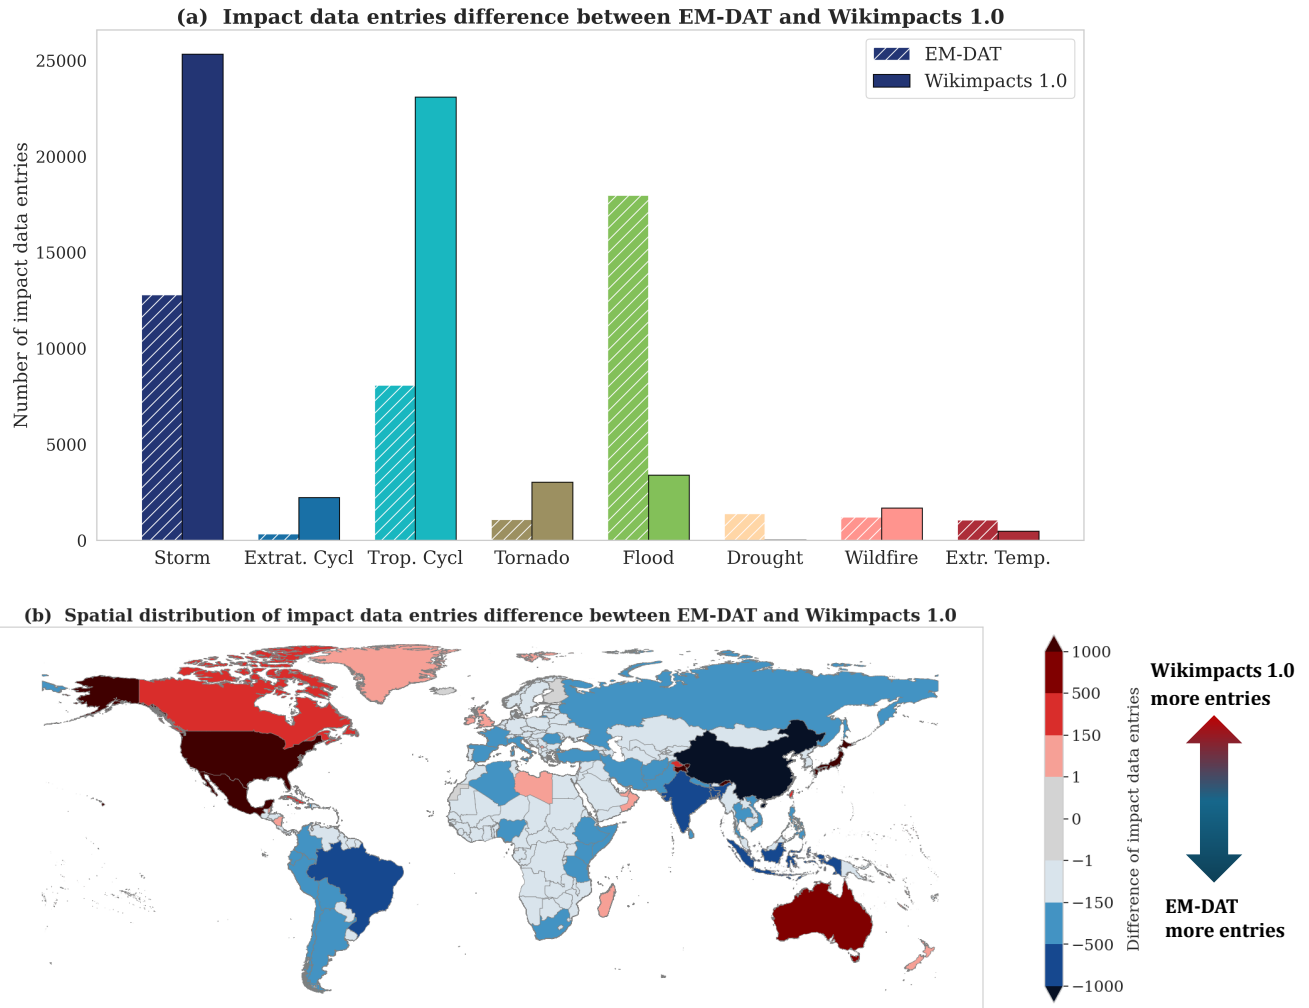 (a)  Impact data entries difference between EM-DAT and Wikimpacts 1.0
EM-DAT
Wikimpacts 1.0
Number of impact data entries
25000
20000
15000
10000
5000
0
Storm
Extrat. Cycl
Trop. Cycl
Tornado
Flood
Drought
Wildfire
Extr. Temp.
(b)  Spatial distribution of impact data entries difference bewteen EM-DAT and Wikimpacts 1.0
1000
500
150
1
0
−1
−150
−500
−1000
Difference of impact data entries
Wikimpacts 1.0
more entries
EM-DAT
more entries